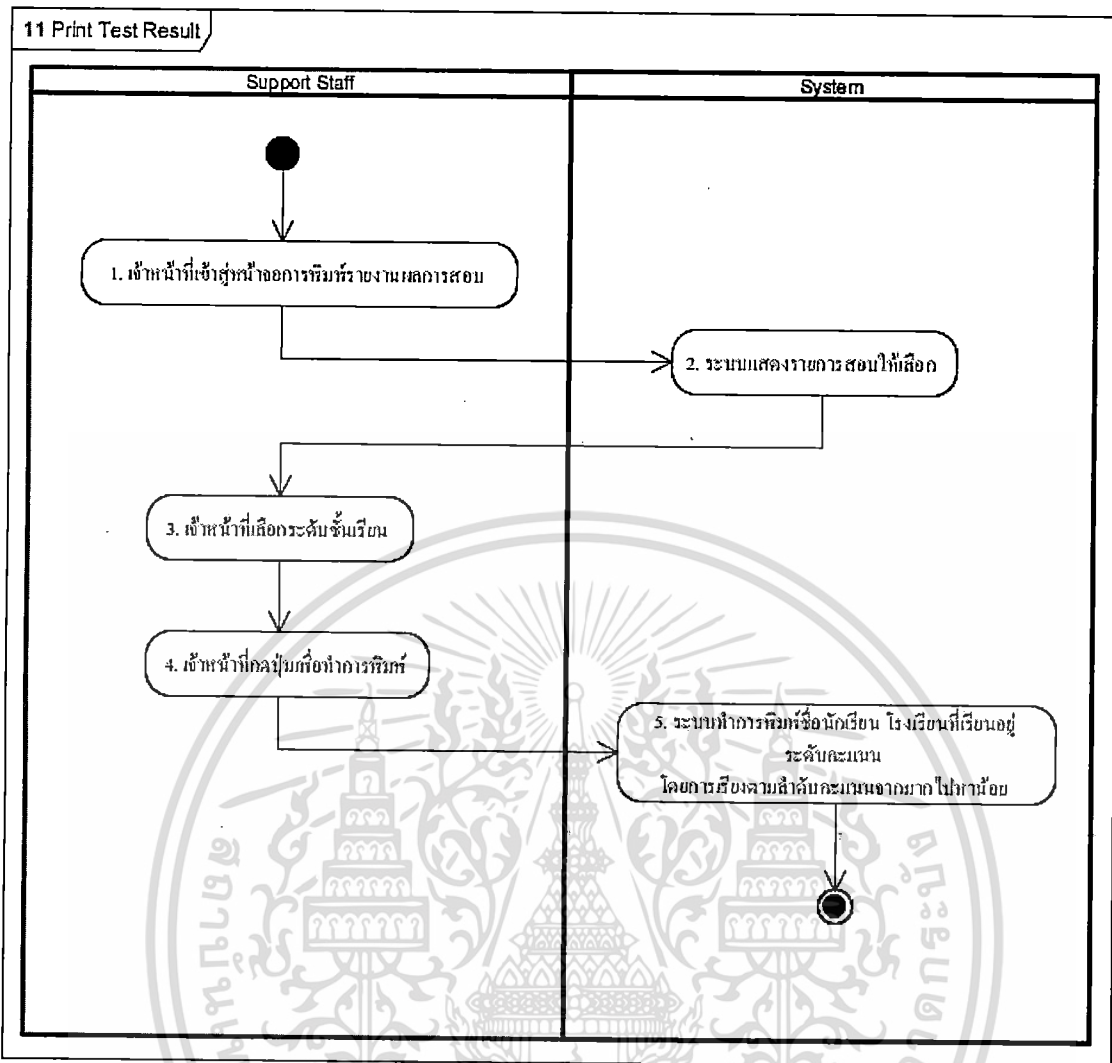 11 Print Test Result
Support Staff
System
1. เจ้าหน้าที่เข้าสู่หน้าจอการพิมพ์รายงานผลการสอบ
2. ระบบแสดงรายการสอบให้เลือก
3. เจ้าหน้าที่เลือกระดับชั้นเรียน
4. เจ้าหน้าที่กดปุ่มเพื่อทำการพิมพ์
5. ระบบทำการพิมพ์ชื่อนักเรียน โรงเรียนที่เรียนอยู่
ระดับคะแนน
โดยการเรียงตามลำดับคะแนนจากมากไปหาน้อย